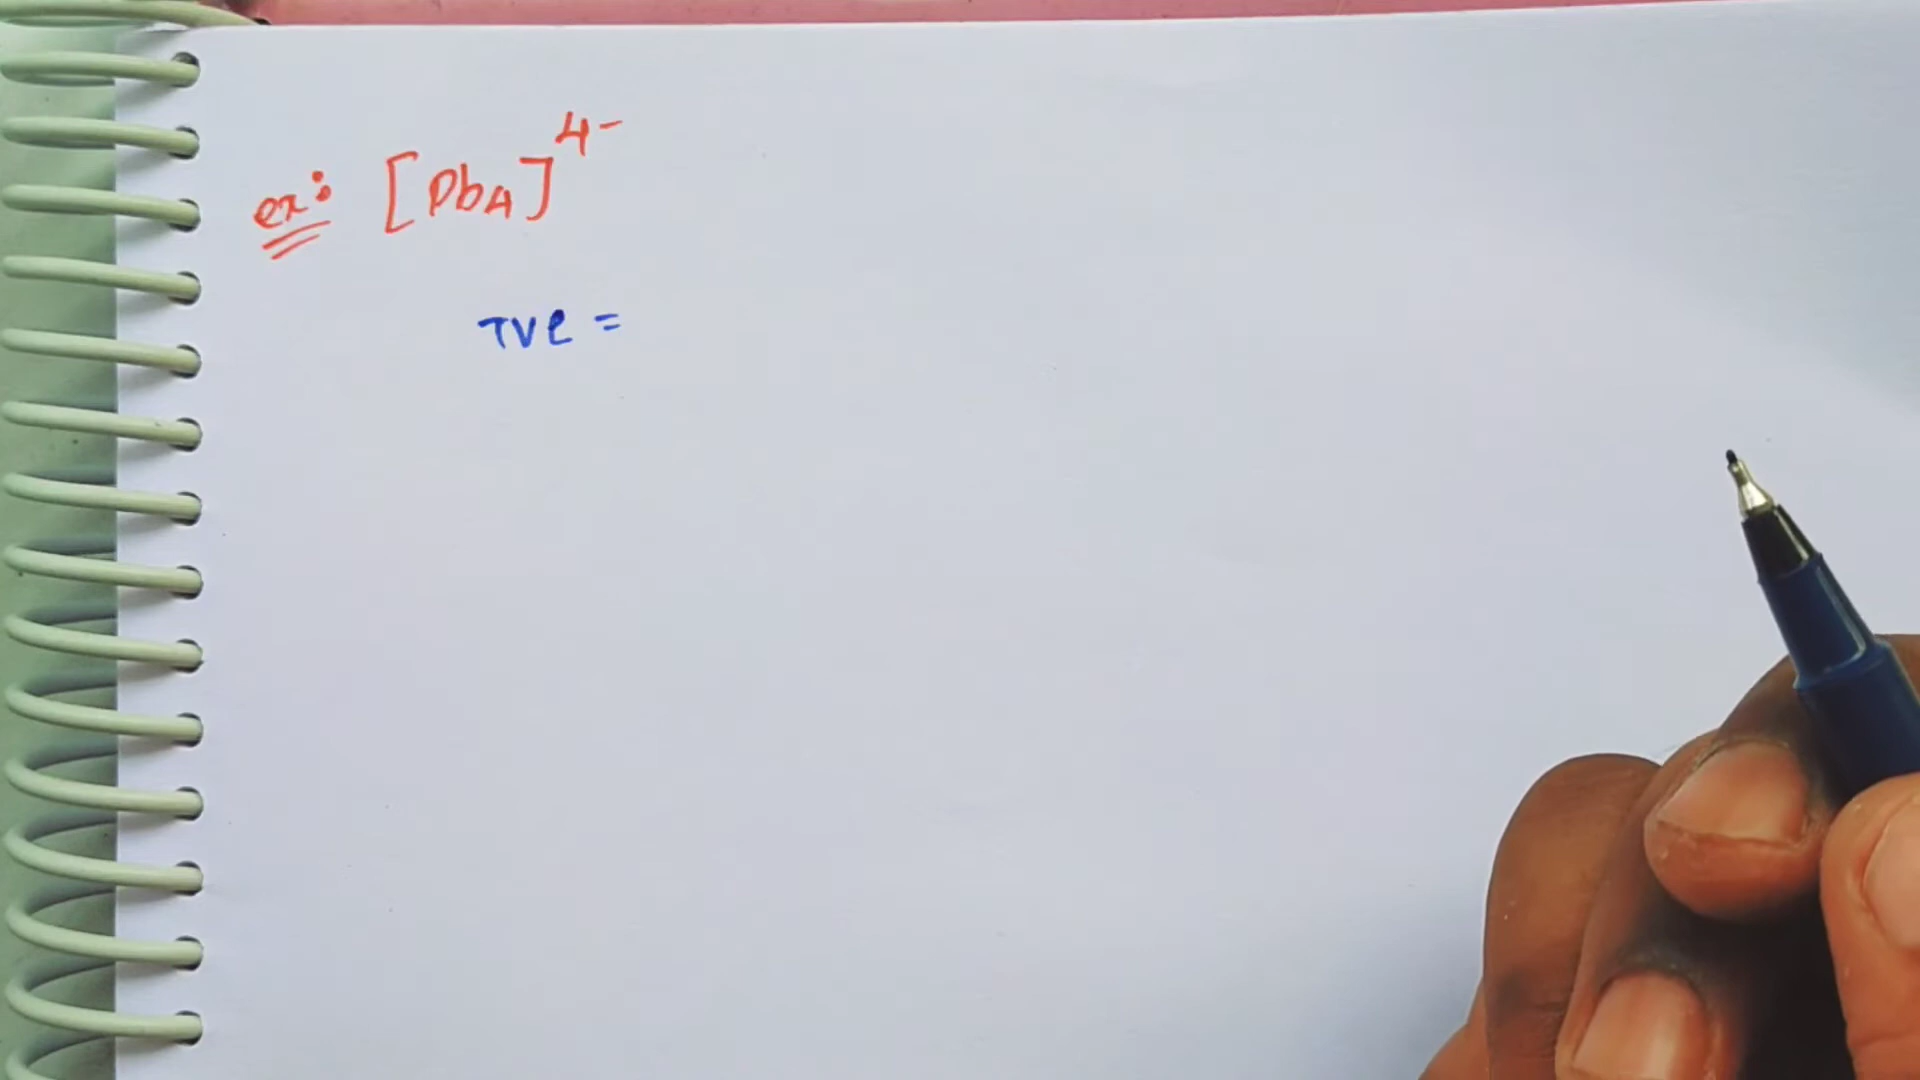 ex: [Pb4]4-
TVe =